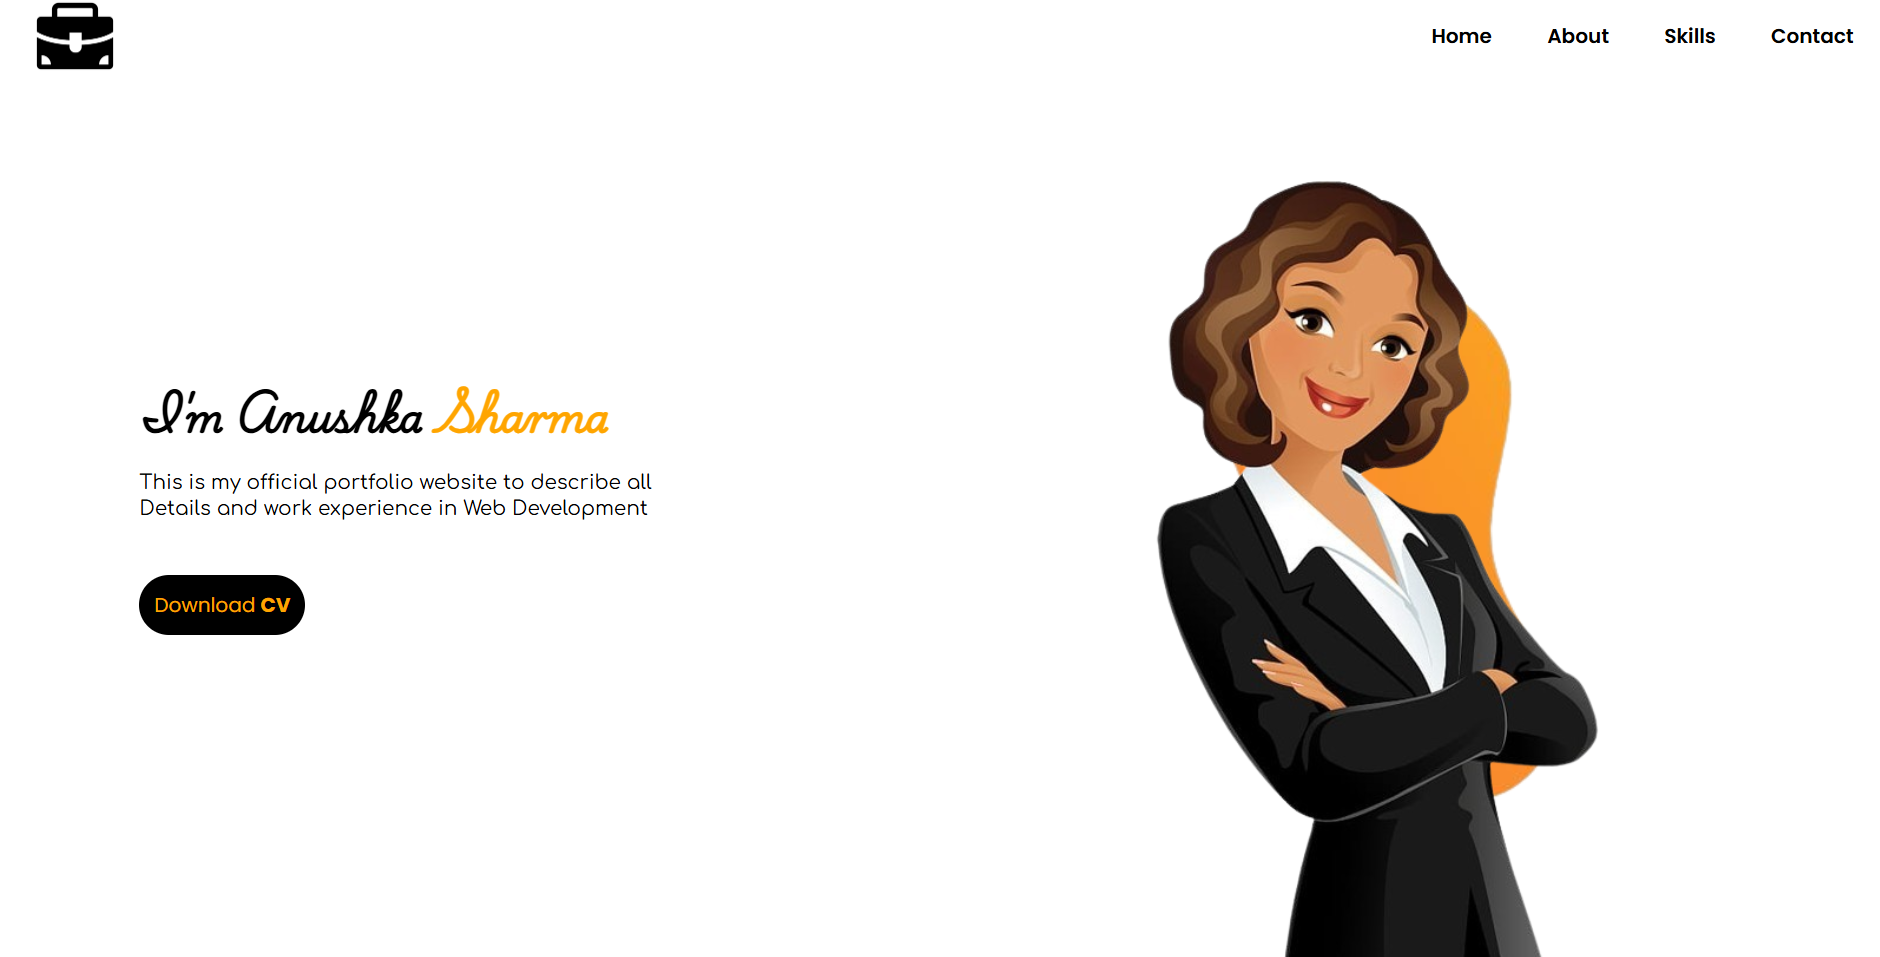 Home About Skills Contact
I'm Anushka Sharma
This is my official portfolio website to describe all
Details and work experience in Web Development
Download CV